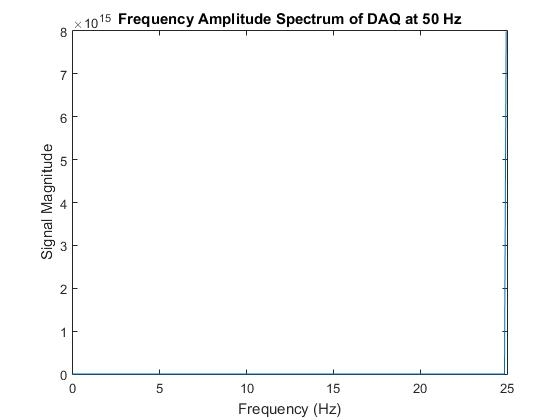 ×10^15
Frequency Amplitude Spectrum of DAQ at 50 Hz
8
7
6
5
4
3
2
1
0
Signal Magnitude
0 5 10 15 20 25
Frequency (Hz)